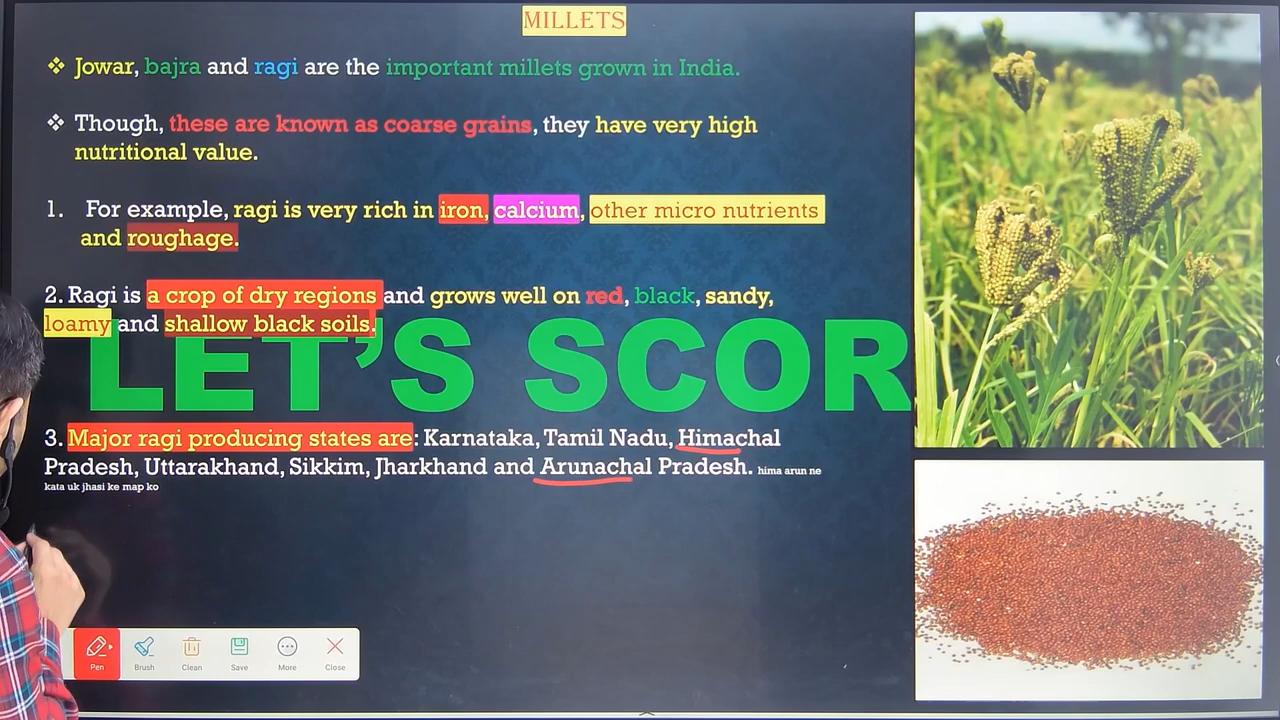 MILLETS
❖ Jowar, bajra and ragi are the important millets grown in India.
❖ Though, these are known as coarse grains, they have very high
nutritional value.
1. For example, ragi is very rich in iron, calcium, other micro nutrients
and roughage.
2. Ragi is a crop of dry regions and grows well on red, black, sandy,
loamy and shallow black soils.
LET'S SCOR
3. Major ragi producing states are: Karnataka, Tamil Nadu, Himachal
Pradesh, Uttarakhand, Sikkim, Jharkhand and Arunachal Pradesh. hima arun ne
kata uk jhasi ke map ko
Pen Brush Clean Save More Close